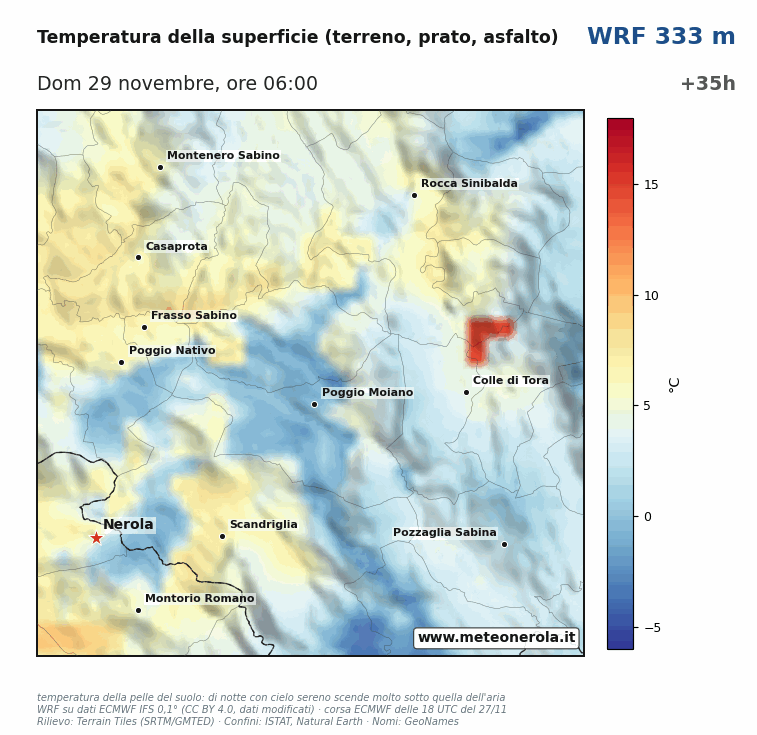 Temperatura della superficie (terreno, prato, asfalto)
WRF 333 m
Dom 29 novembre, ore 06:00
+35h
Montenero Sabino
Rocca Sinibalda
Casaprota
Frasso Sabino
Poggio Nativo
Colle di Tora
Poggio Moiano
Nerola
Scandriglia
Pozzaglia Sabina
Montorio Romano
www.meteonerola.it
15
10
5
0
−5
°C
temperatura della pelle del suolo: di notte con cielo sereno scende molto sotto quella dell'aria
WRF su dati ECMWF IFS 0,1° (CC BY 4.0, dati modificati) · corsa ECMWF delle 18 UTC del 27/11
Rilievo: Terrain Tiles (SRTM/GMTED) · Confini: ISTAT, Natural Earth · Nomi: GeoNames